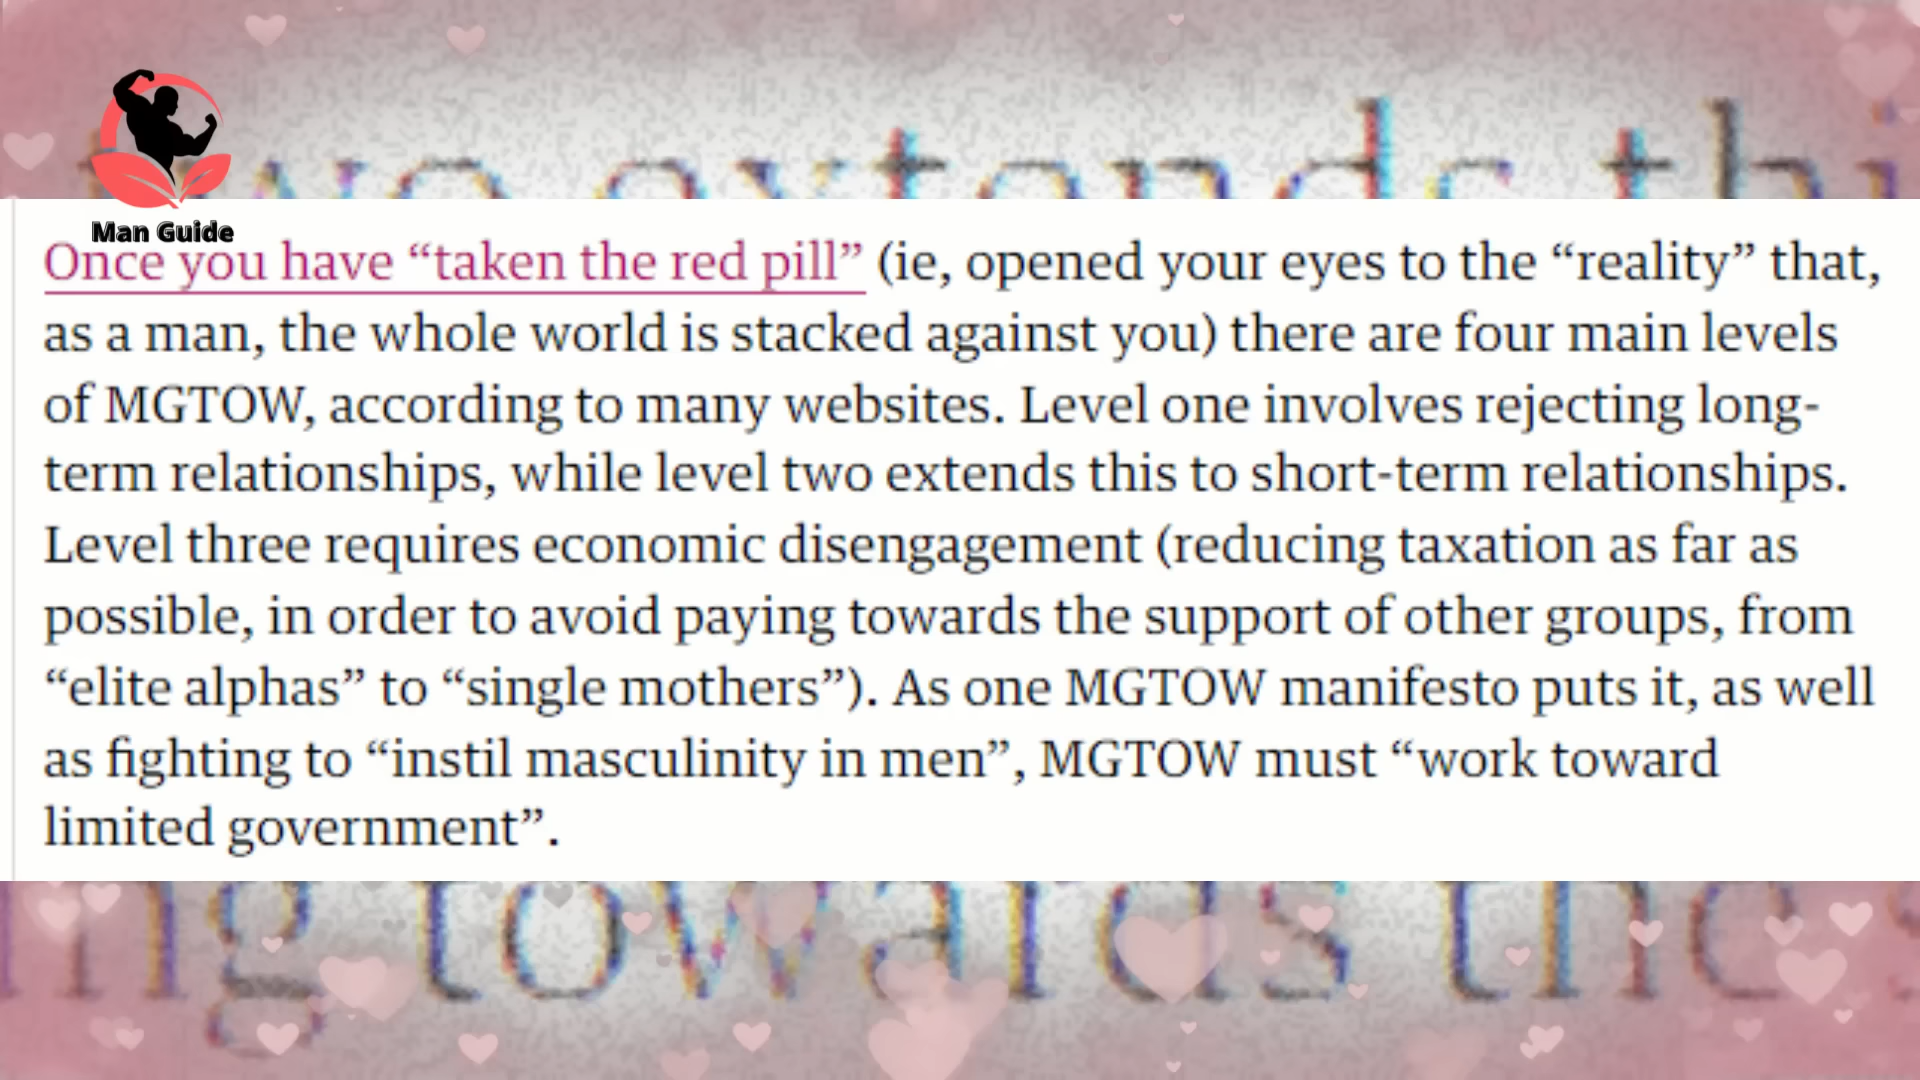 Man Guide
Once you have “taken the red pill” (ie, opened your eyes to the “reality” that,
as a man, the whole world is stacked against you) there are four main levels
of MGTOW, according to many websites. Level one involves rejecting long-
term relationships, while level two extends this to short-term relationships.
Level three requires economic disengagement (reducing taxation as far as
possible, in order to avoid paying towards the support of other groups, from
“elite alphas” to “single mothers”). As one MGTOW manifesto puts it, as well
as fighting to “instil masculinity in men”, MGTOW must “work toward
limited government”.
ng towards the s